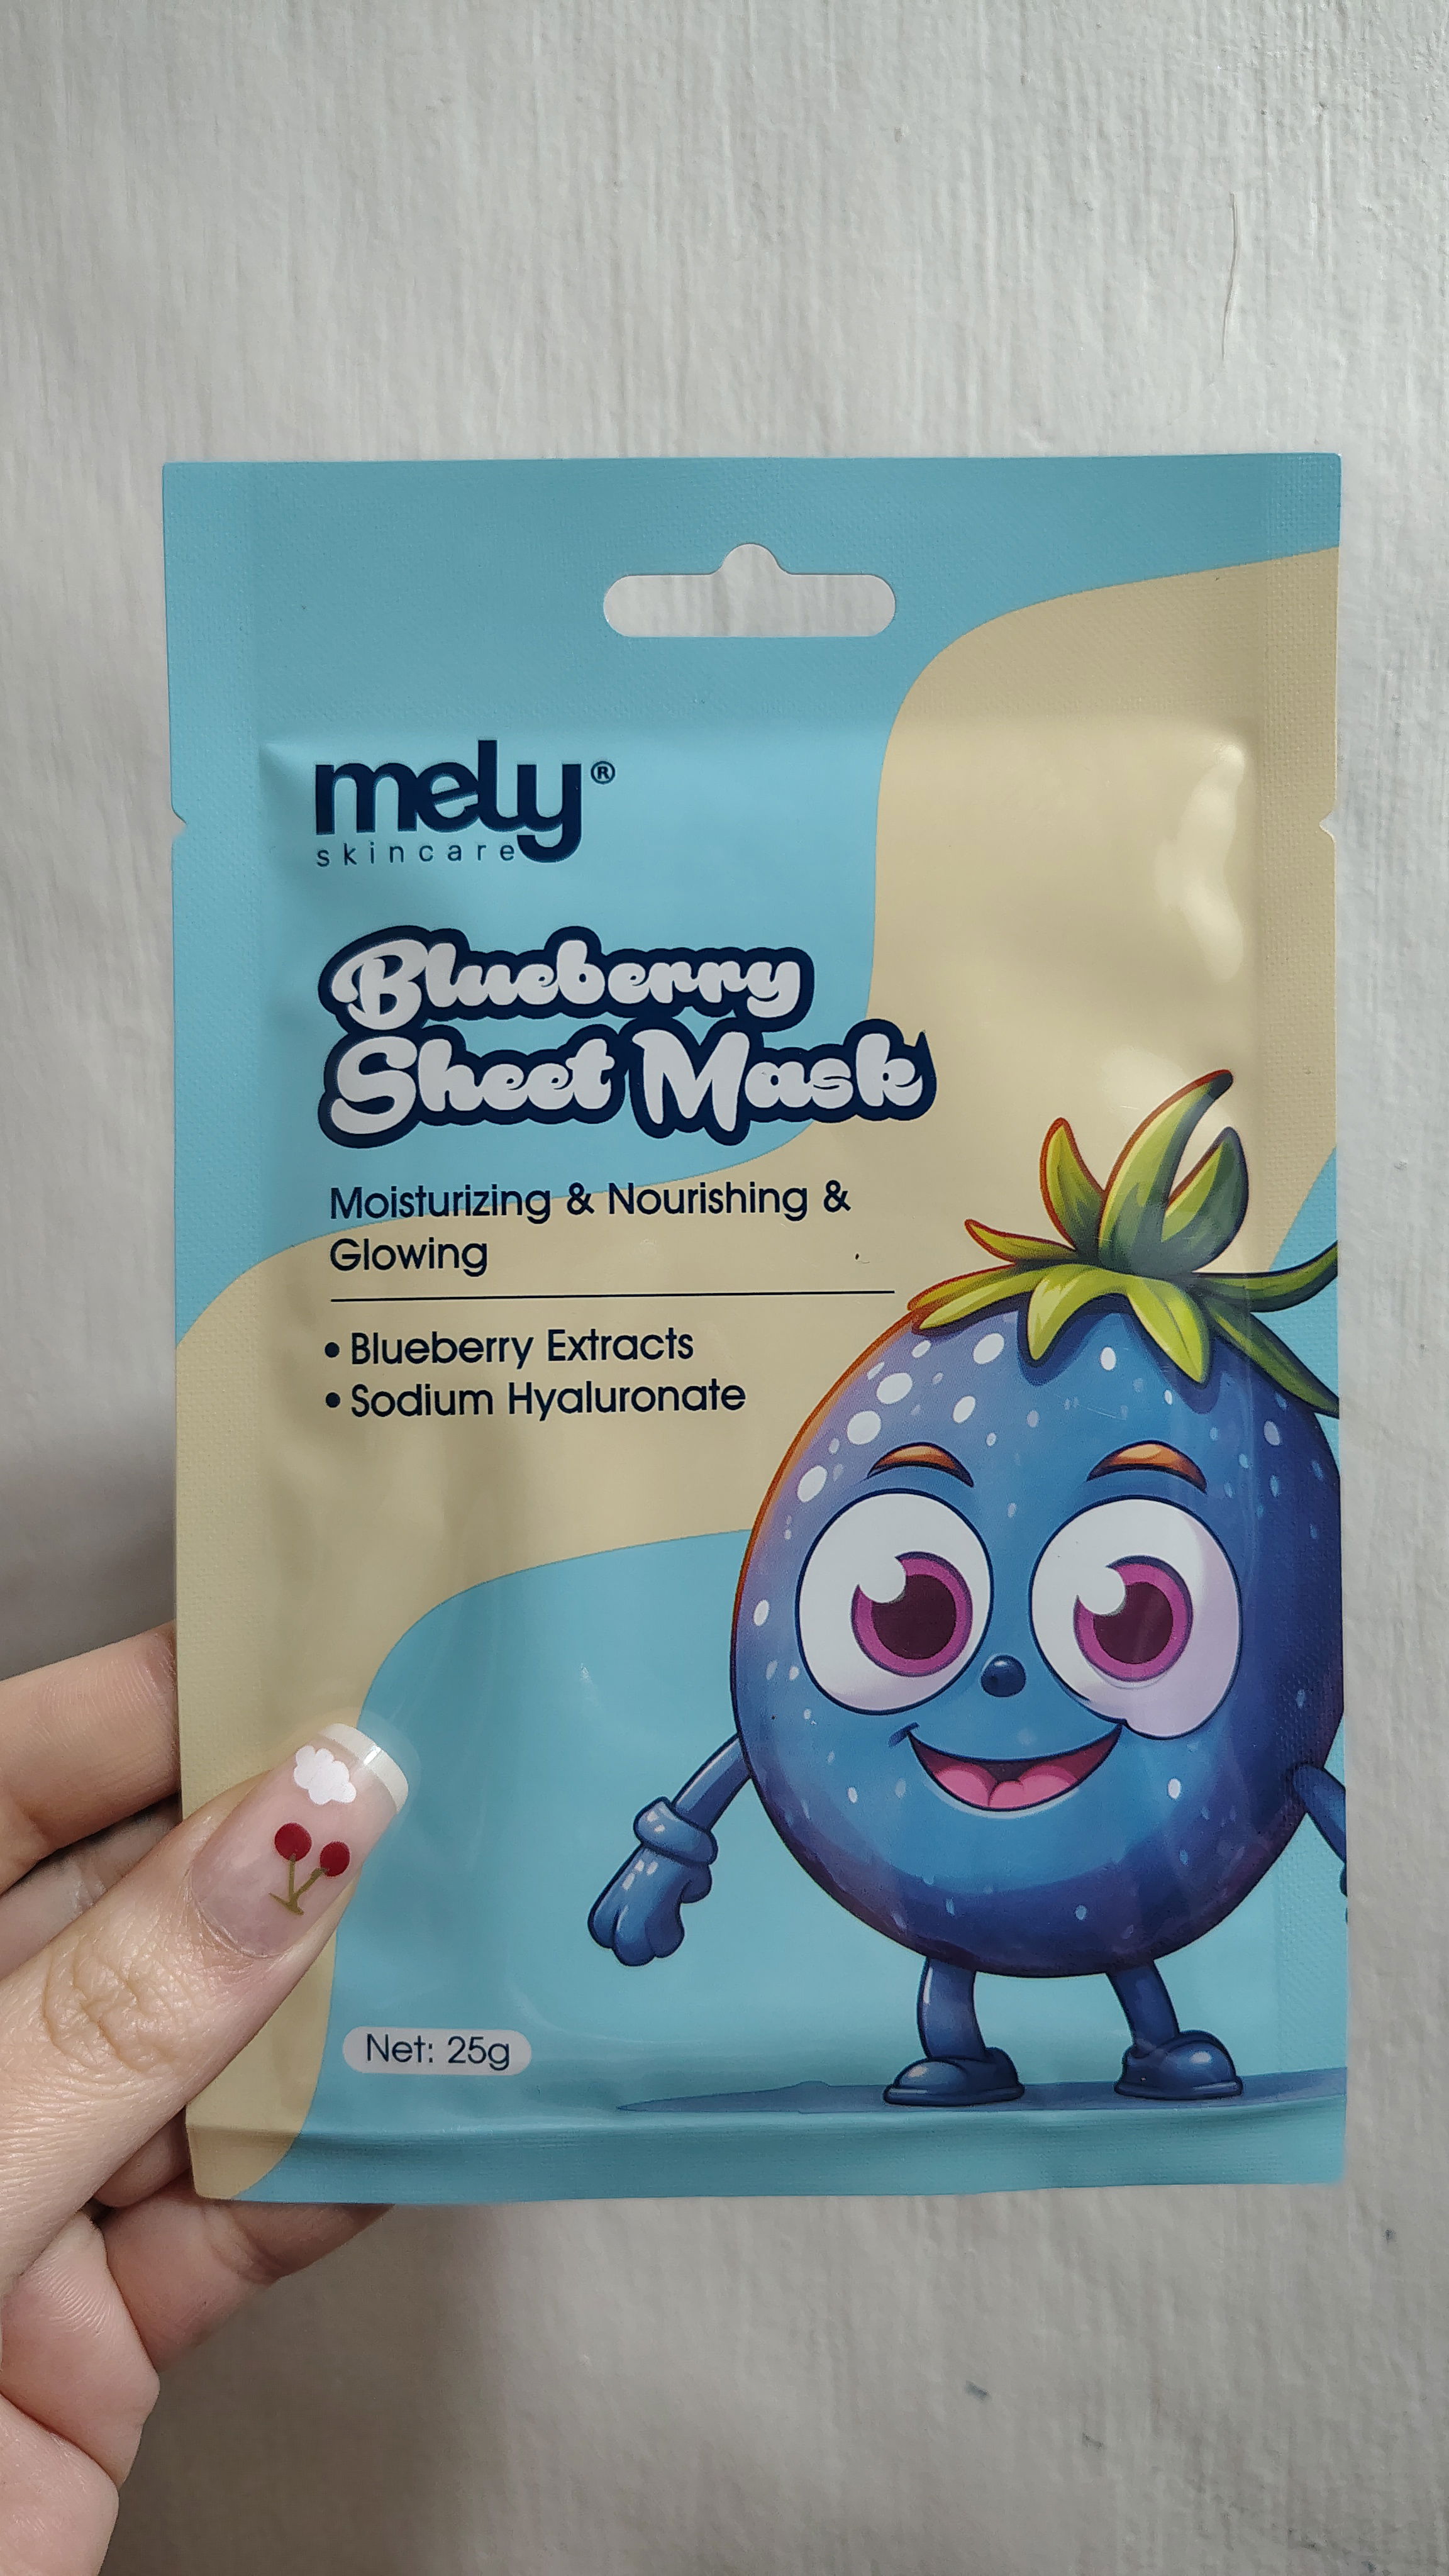 mely®
skincare
Blueberry
Sheet Mask
Moisturizing & Nourishing &
Glowing
• Blueberry Extracts
• Sodium Hyaluronate
Net: 25g